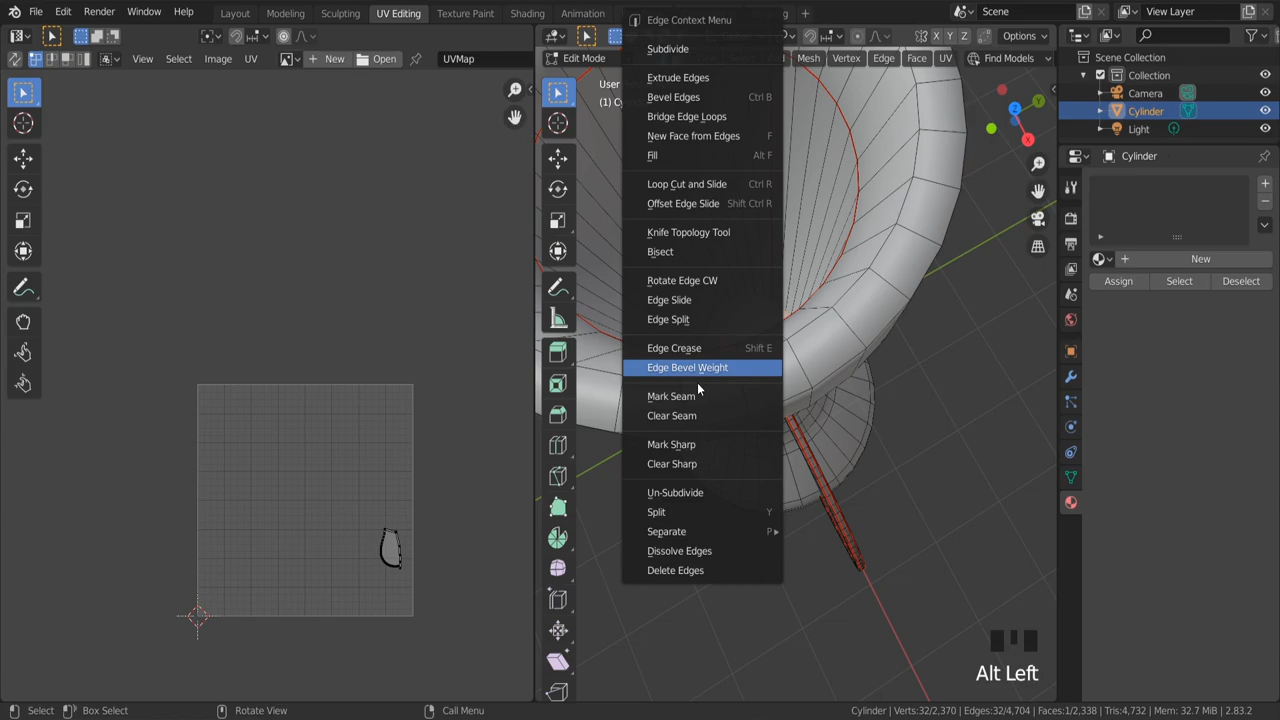 File Edit Render Window Help Layout Modeling Sculpting UV Editing Texture Paint Shading Animation Scene View Layer
Edge Context Menu
Options
View Select Image UV New Open UVMap
Edit Mode Mesh Vertex Edge Face UV Find Models
Scene Collection
Collection
Camera
Cylinder
Light
Cylinder
New
Assign Select Deselect
Subdivide
Extrude Edges
Bevel Edges Ctrl B
Bridge Edge Loops
New Face from Edges F
Fill Alt F
Loop Cut and Slide Ctrl R
Offset Edge Slide Shift Ctrl R
Knife Topology Tool
Bisect
Rotate Edge CW
Edge Slide
Edge Split
Edge Crease Shift E
Edge Bevel Weight
Mark Seam
Clear Seam
Mark Sharp
Clear Sharp
Un-Subdivide
Split Y
Separate P
Dissolve Edges
Delete Edges
X Y Z
Y
Z
X
Alt Left
Select Box Select Rotate View Call Menu Cylinder | Verts:32/2,370 | Edges:32/4,704 | Faces:1/2,338 | Tris:4,732 | Mem: 32.7 MiB | 2.83.2